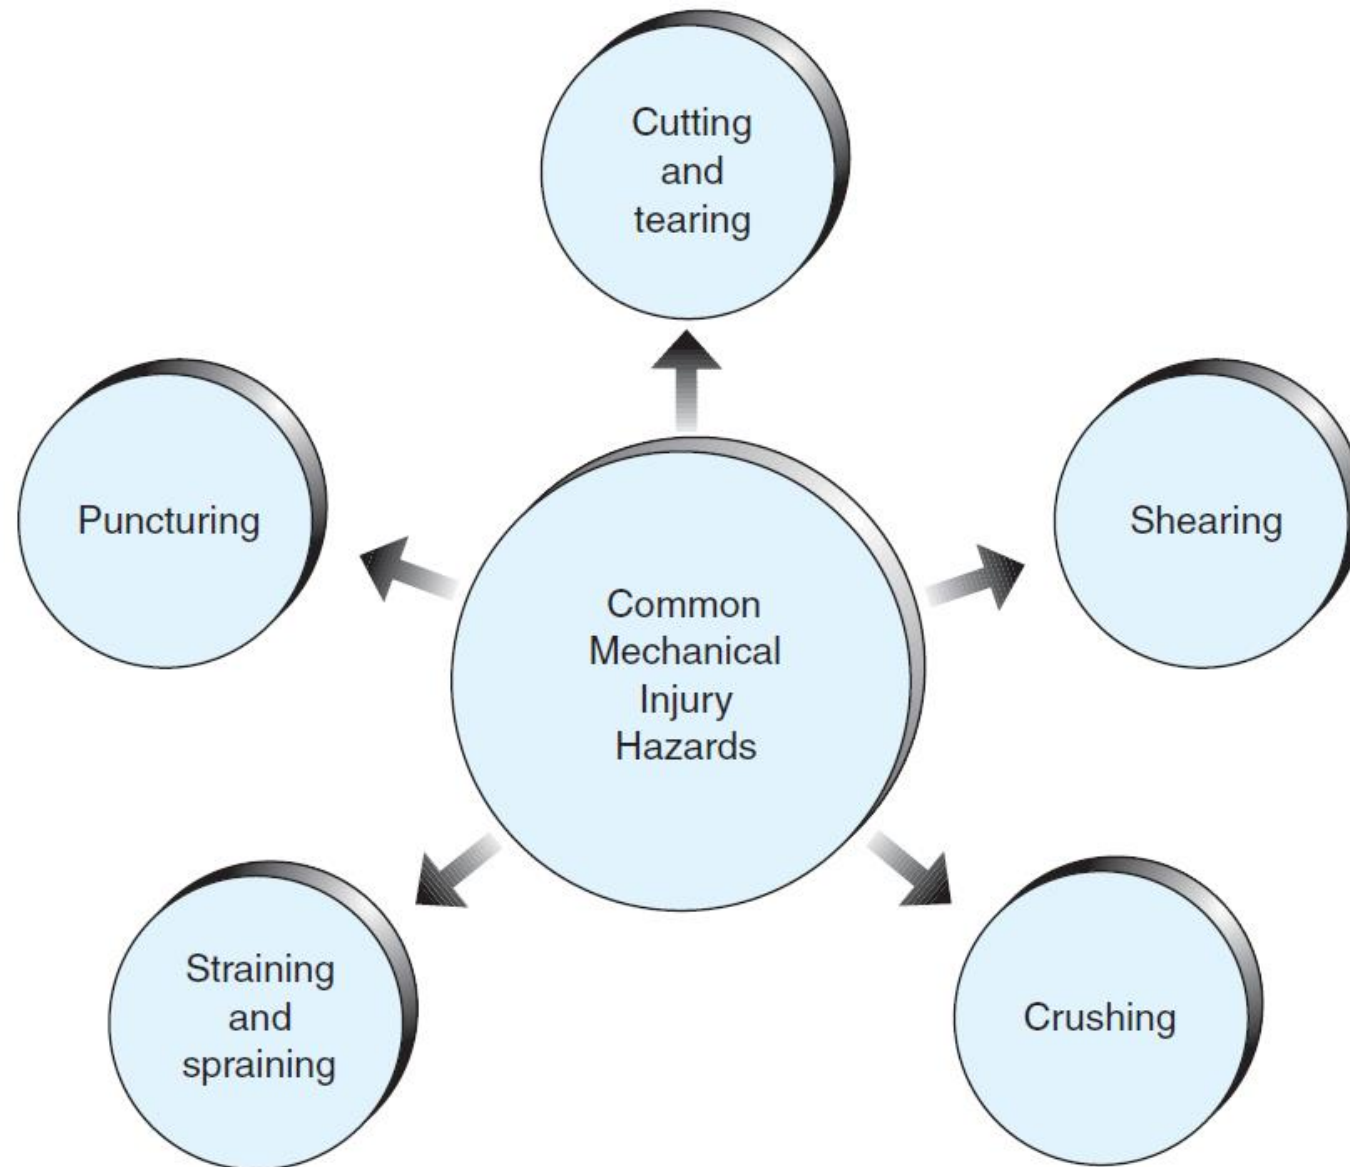 Cutting
and
tearing
Puncturing
Shearing
Common
Mechanical
Injury
Hazards
Straining
and
spraining
Crushing